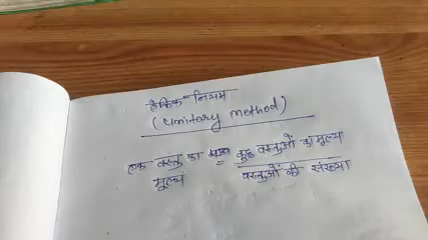 ऐकिक नियम
(Unitary method)
एक वस्तु का मूल्य = कुछ वस्तुओं का मूल्य
वस्तुओं की संख्या